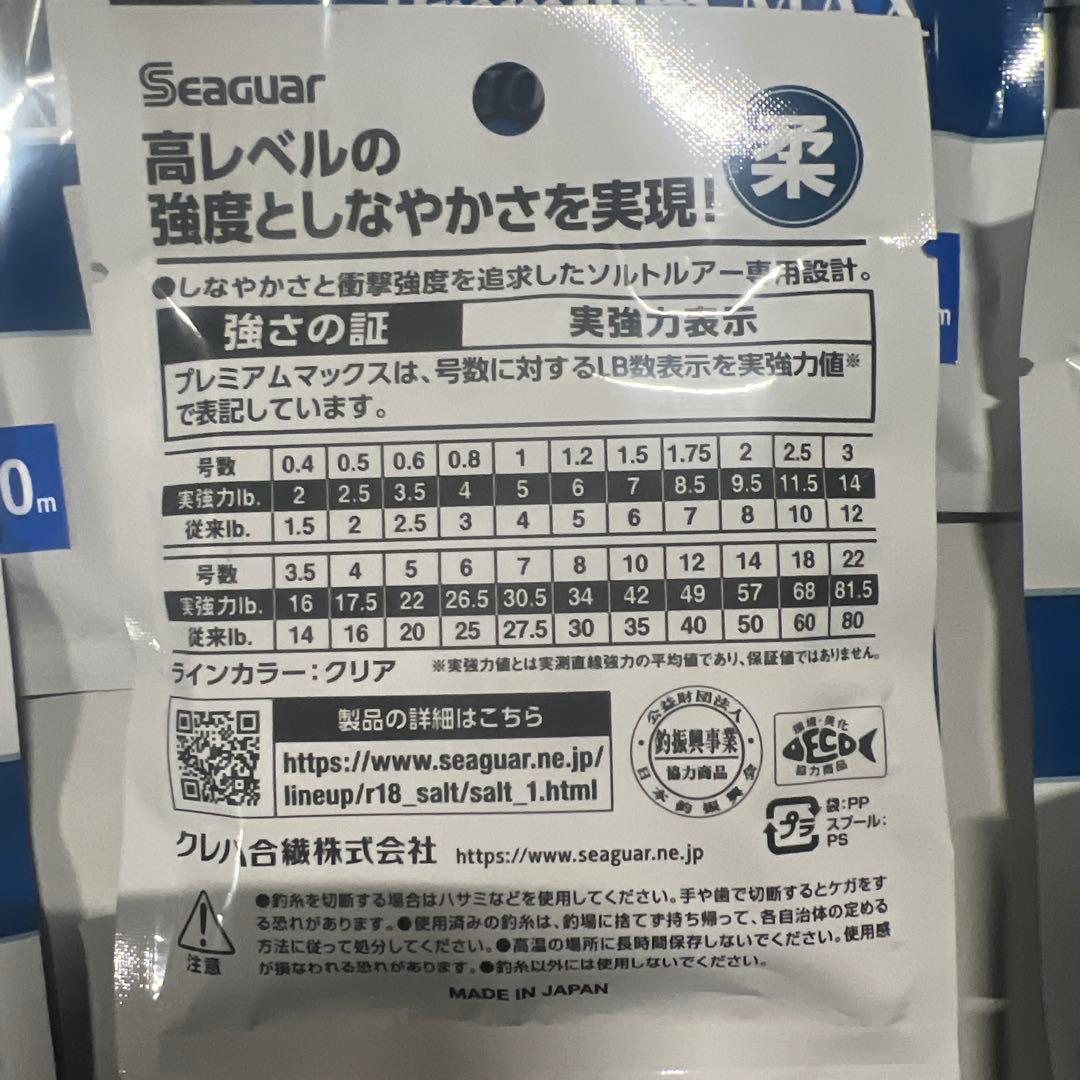 Seaguar
高レベルの
強度としなやかさを実現!
柔
●しなやかさと衝撃強度を追求したソルトルアー専用設計。
強さの証 実強力表示
プレミアムマックスは、号数に対するLB数表示を実強力値※
で表記しています。
号数 0.4 0.5 0.6 0.8 1 1.2 1.5 1.75 2 2.5 3
実強力lb. 2 2.5 3.5 4 5 6 7 8.5 9.5 11.5 14
従来lb. 1.5 2 2.5 3 4 5 6 7 8 10 12
号数 3.5 4 5 6 7 8 10 12 14 18 22
実強力lb. 16 17.5 22 26.5 30.5 34 42 49 57 68 81.5
従来lb. 14 16 20 25 27.5 30 35 40 50 60 80
ラインカラー:クリア ※実強力値とは実測直線強力の平均値であり、保証値ではありません。
製品の詳細はこちら
https://www.seaguar.ne.jp/
lineup/r18_salt/salt_1.html
公益財団法人
釣振興事業
協力商品
日本釣振興会
環境・美化
ECO
協力商品
プラ
袋:PP
スプール:
PS
クレハ合繊株式会社 https://www.seaguar.ne.jp
注意
●釣糸を切断する場合はハサミなどを使用してください。手や歯で切断するとケガをす
る恐れがあります。●使用済みの釣糸は、釣場に捨てず持ち帰って、各自治体の定める
方法に従って処分してください。●高温の場所に長時間保存しないでください。使用感
が損なわれる恐れがあります。●釣糸以外には使用しないでください。
MADE IN JAPAN
0m
m